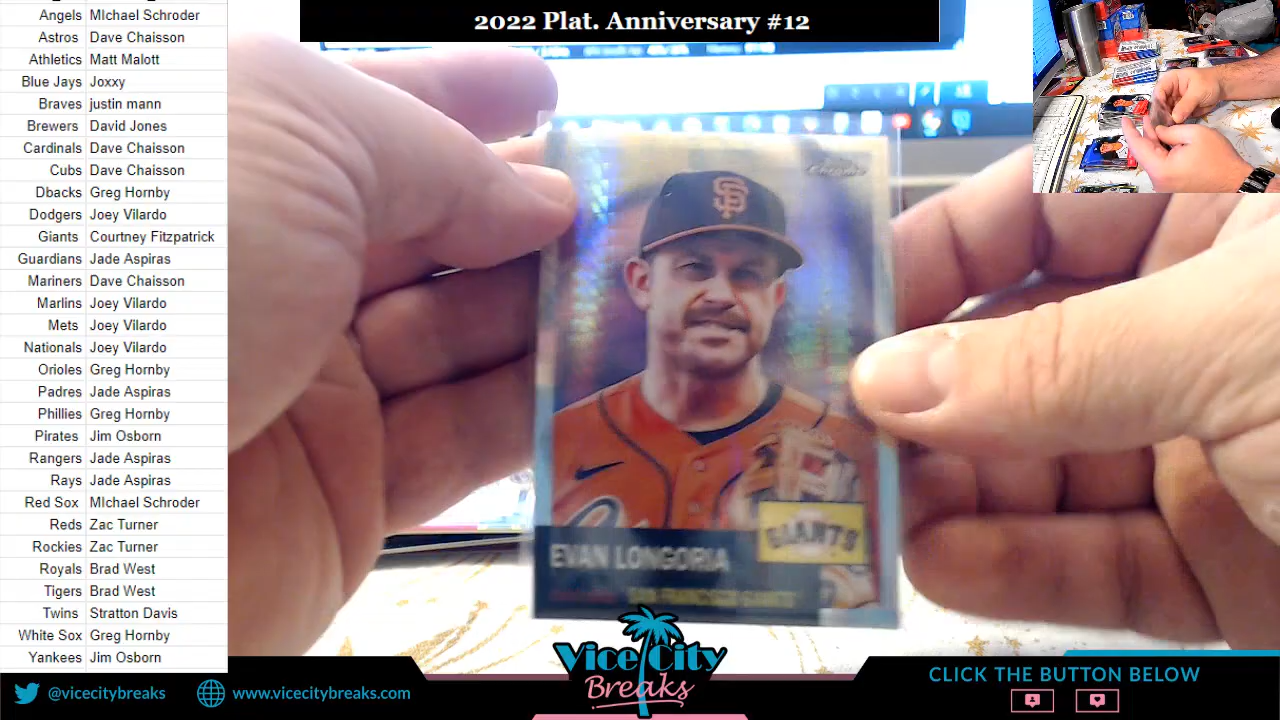 2022 Plat. Anniversary #12
Angels MIchael Schroder
Astros Dave Chaisson
Athletics Matt Malott
Blue Jays Joxxy
Braves justin mann
Brewers David Jones
Cardinals Dave Chaisson
Cubs Dave Chaisson
Dbacks Greg Hornby
Dodgers Joey Vilardo
Giants Courtney Fitzpatrick
Guardians Jade Aspiras
Mariners Dave Chaisson
Marlins Joey Vilardo
Mets Joey Vilardo
Nationals Joey Vilardo
Orioles Greg Hornby
Padres Jade Aspiras
Phillies Greg Hornby
Pirates Jim Osborn
Rangers Jade Aspiras
Rays Jade Aspiras
Red Sox MIchael Schroder
Reds Zac Turner
Rockies Zac Turner
Royals Brad West
Tigers Brad West
Twins Stratton Davis
White Sox Greg Hornby
Yankees Jim Osborn
Chrome
SF
GIANTS
EVAN LONGORIA
SAN FRANCISCO GIANTS
Vice City
Breaks
@vicecitybreaks
www.vicecitybreaks.com
CLICK THE BUTTON BELOW